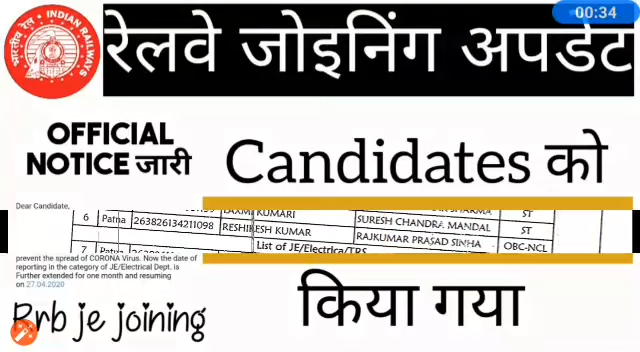 INDIAN RAILWAYS
भारतीय रेल
00:34
रेलवे जोइनिंग अपडेट
OFFICIAL
NOTICE जारी
Candidates को
Dear Candidate,
KUMARI SURESH CHANDRA MANDAL ST
6 Patna 263826134211098 RESHI ESH KUMAR RAJKUMAR PRASAD SINHA ST
7 List of JE/Electrica/TRS OBC-NCL
prevent the spread of CORONA Virus. Now the date of
reporting in the category of JE/Electrical Dept. is
Further extended for one month and resuming
on 27.04.2020
किया गया
Rrb je joining